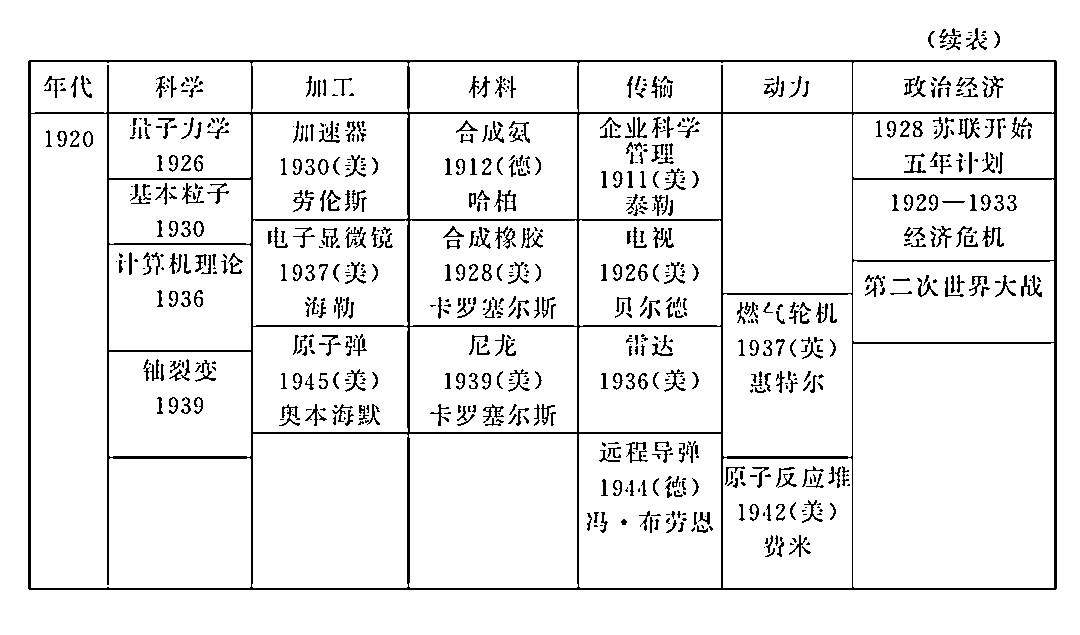 （续表）
年代 科学 加工 材料 传输 动力 政治经济
1920
量子力学
1926
基本粒子
1930
计算机理论
1936
铀裂变
1939
加速器
1930(美)
劳伦斯
电子显微镜
1937(美)
海勒
原子弹
1945(美)
奥本海默
合成氨
1912(德)
哈柏
合成橡胶
1928(美)
卡罗塞尔斯
尼龙
1939(美)
卡罗塞尔斯
企业科学
管理
1911(美)
泰勒
电视
1926(美)
贝尔德
雷达
1936(美)
远程导弹
1944(德)
冯·布劳恩
燃气轮机
1937(英)
惠特尔
原子反应堆
1942(美)
费米
1928 苏联开始
五年计划
1929—1933
经济危机
第二次世界大战